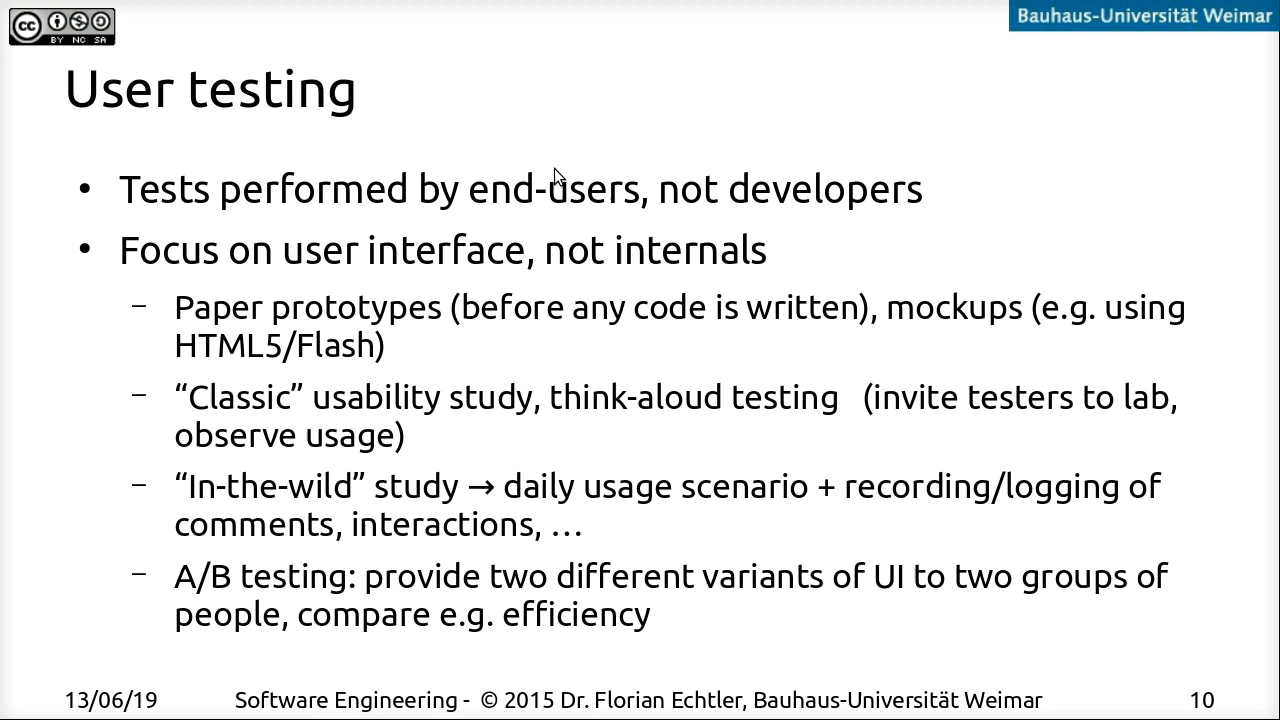 cc BY NC SA
Bauhaus-Universität Weimar
User testing
• Tests performed by end-users, not developers
• Focus on user interface, not internals
– Paper prototypes (before any code is written), mockups (e.g. using
HTML5/Flash)
– “Classic” usability study, think-aloud testing (invite testers to lab,
observe usage)
– “In-the-wild” study → daily usage scenario + recording/logging of
comments, interactions, …
– A/B testing: provide two different variants of UI to two groups of
people, compare e.g. efficiency
13/06/19 Software Engineering - © 2015 Dr. Florian Echtler, Bauhaus-Universität Weimar 10